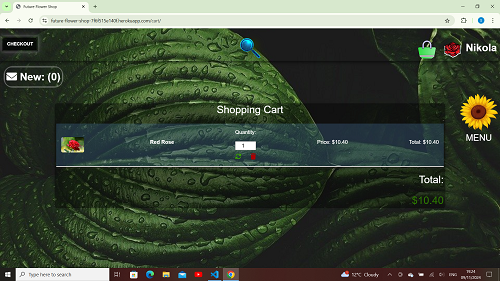 Future Flower Shop
future-flower-shop-1f6f515e140f.herokuapp.com/cart/
CHECKOUT
Nikola
New: (0)
MENU
Shopping Cart
Quantity:
Red Rose
1
Price: $10.40
Total: $10.40
Total:
$10.40
Type here to search
12°C Cloudy
ENG
19:24
09/11/2024